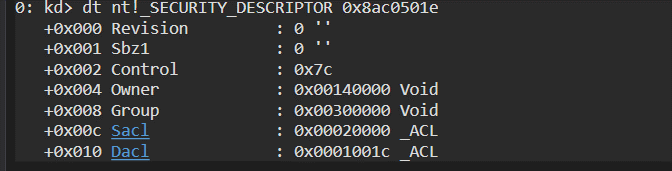 0: kd> dt nt!_SECURITY_DESCRIPTOR 0x8ac0501e
+0x000 Revision : 0 ''
+0x001 Sbz1 : 0 ''
+0x002 Control : 0x7c
+0x004 Owner : 0x00140000 Void
+0x008 Group : 0x00300000 Void
+0x00c Sacl : 0x00020000 _ACL
+0x010 Dacl : 0x0001001c _ACL